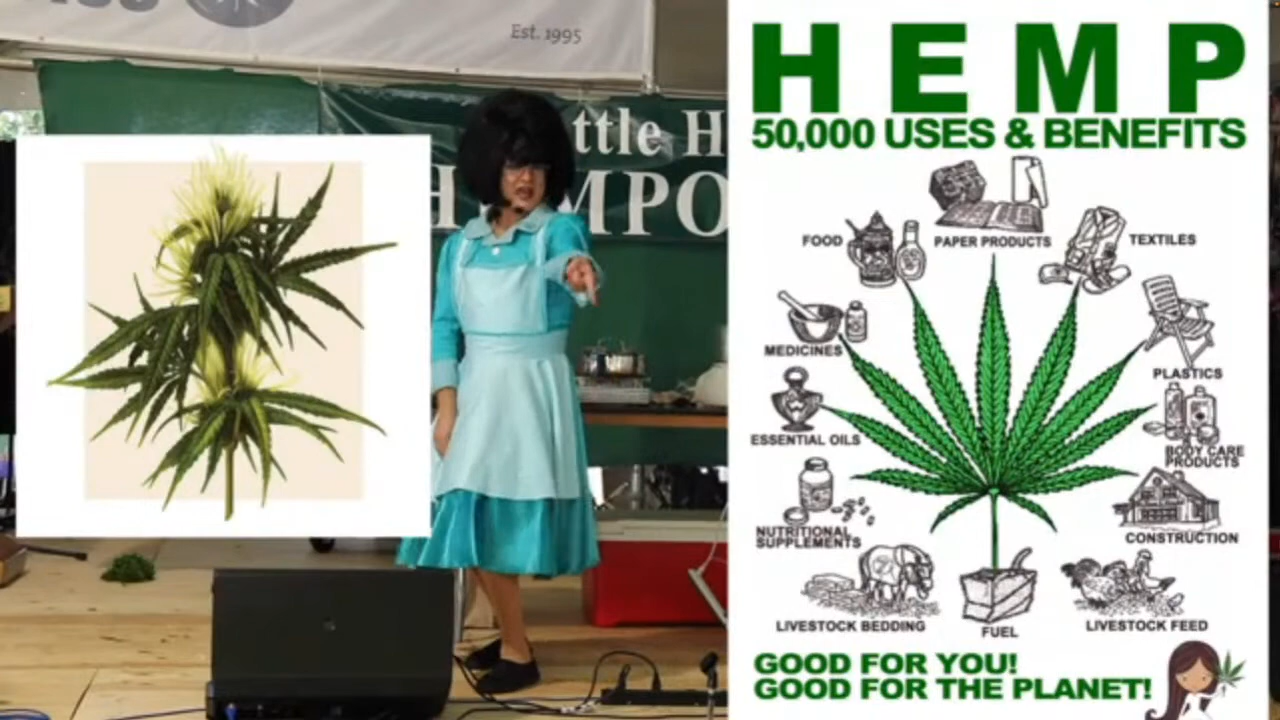 Est. 1995
ttle H
H MPO
HEMP
50,000 USES & BENEFITS
FOOD
PAPER PRODUCTS
TEXTILES
MEDICINES
PLASTICS
ESSENTIAL OILS
BODY CARE
PRODUCTS
NUTRITIONAL
SUPPLEMENTS
CONSTRUCTION
LIVESTOCK BEDDING
FUEL
LIVESTOCK FEED
GOOD FOR YOU!
GOOD FOR THE PLANET!